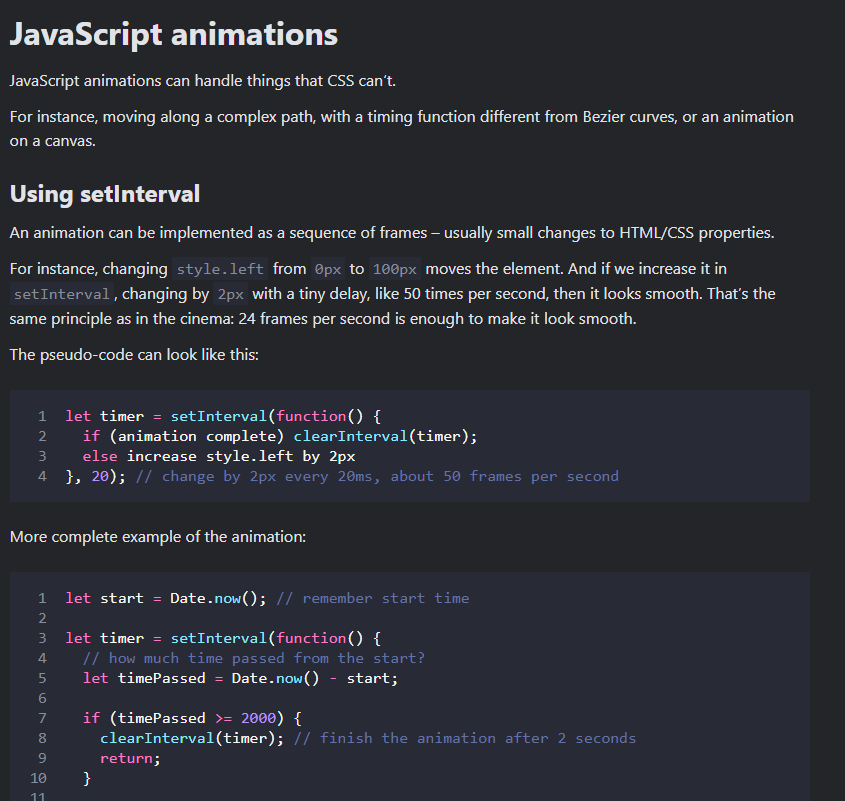 JavaScript animations
JavaScript animations can handle things that CSS can’t.
For instance, moving along a complex path, with a timing function different from Bezier curves, or an animation
on a canvas.
Using setInterval
An animation can be implemented as a sequence of frames – usually small changes to HTML/CSS properties.
For instance, changing style.left from 0px to 100px moves the element. And if we increase it in
setInterval, changing by 2px with a tiny delay, like 50 times per second, then it looks smooth. That’s the
same principle as in the cinema: 24 frames per second is enough to make it look smooth.
The pseudo-code can look like this:
1 let timer = setInterval(function() {
2   if (animation complete) clearInterval(timer);
3   else increase style.left by 2px
4 }, 20); // change by 2px every 20ms, about 50 frames per second
More complete example of the animation:
1 let start = Date.now(); // remember start time
2
3 let timer = setInterval(function() {
4   // how much time passed from the start?
5   let timePassed = Date.now() - start;
6
7   if (timePassed >= 2000) {
8     clearInterval(timer); // finish the animation after 2 seconds
9     return;
10   }
11